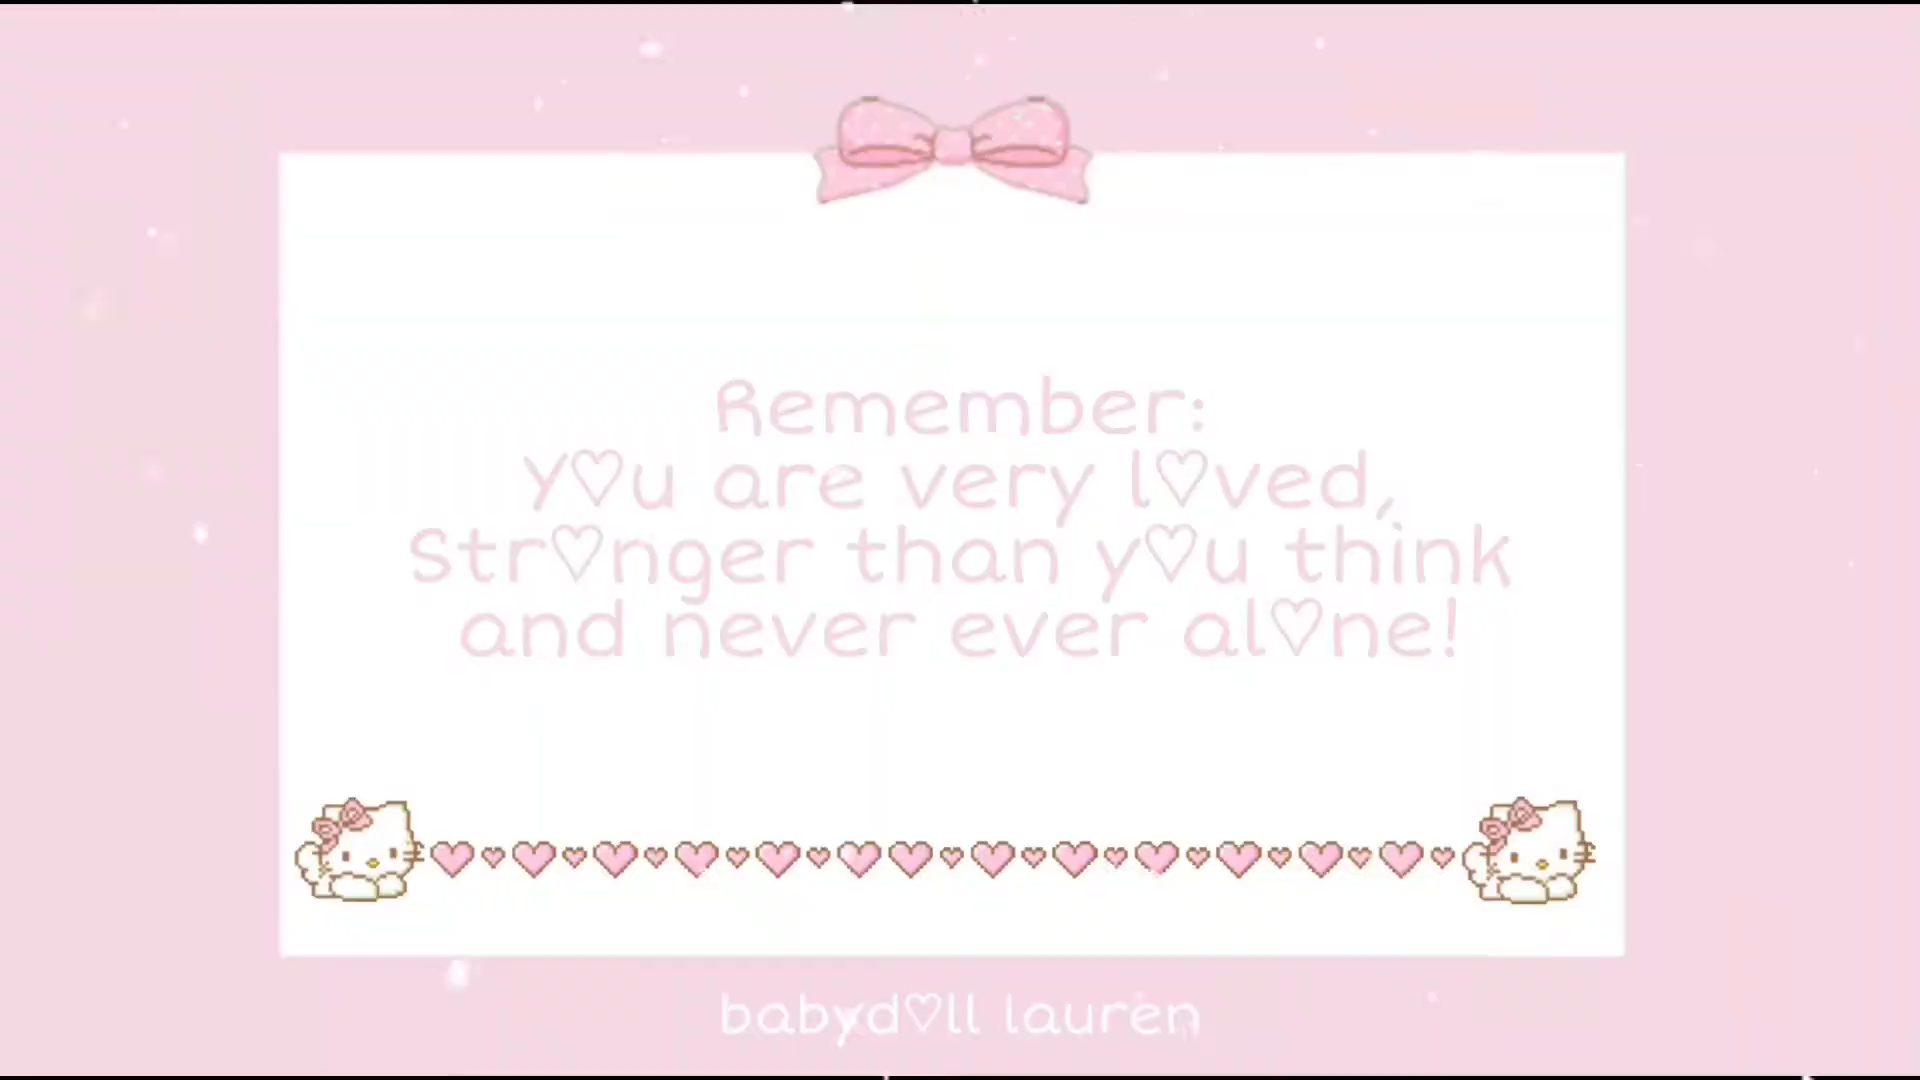 Remember:
Y♡u are very l♡ved,
Str♡nger than y♡u think
and never ever al♡ne!
babyd♡ll lauren